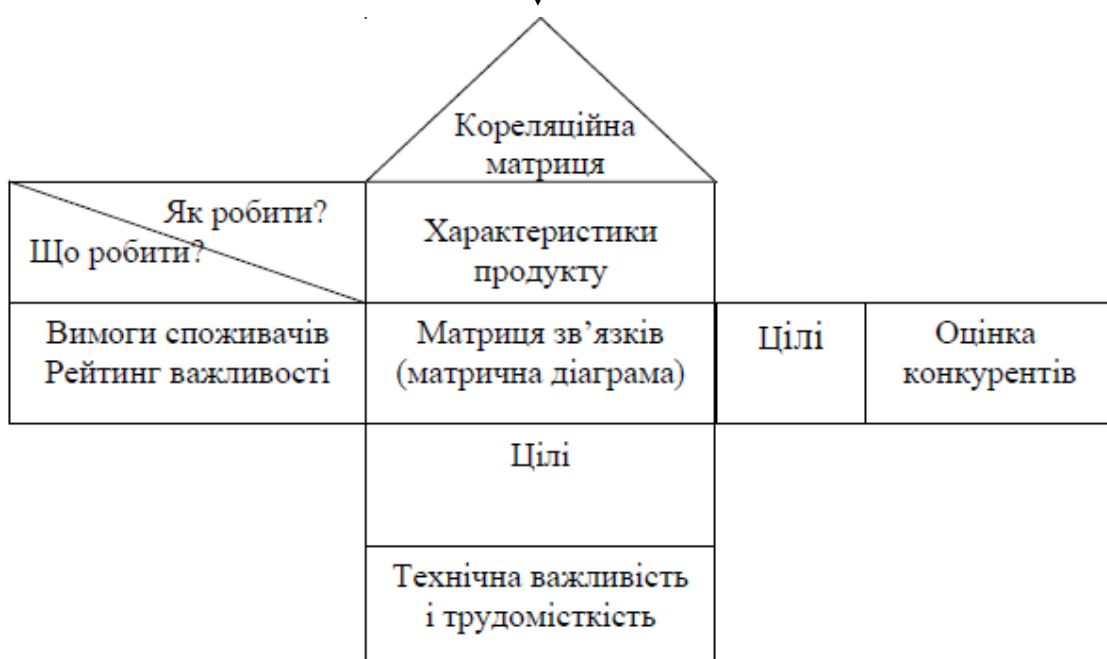 Кореляційна
матриця
Як робити?
Що робити?
Характеристики
продукту
Вимоги споживачів
Рейтинг важливості
Матриця зв’язків
(матрична діаграма)
Цілі
Оцінка
конкурентів
Цілі
Технічна важливість
і трудомісткість